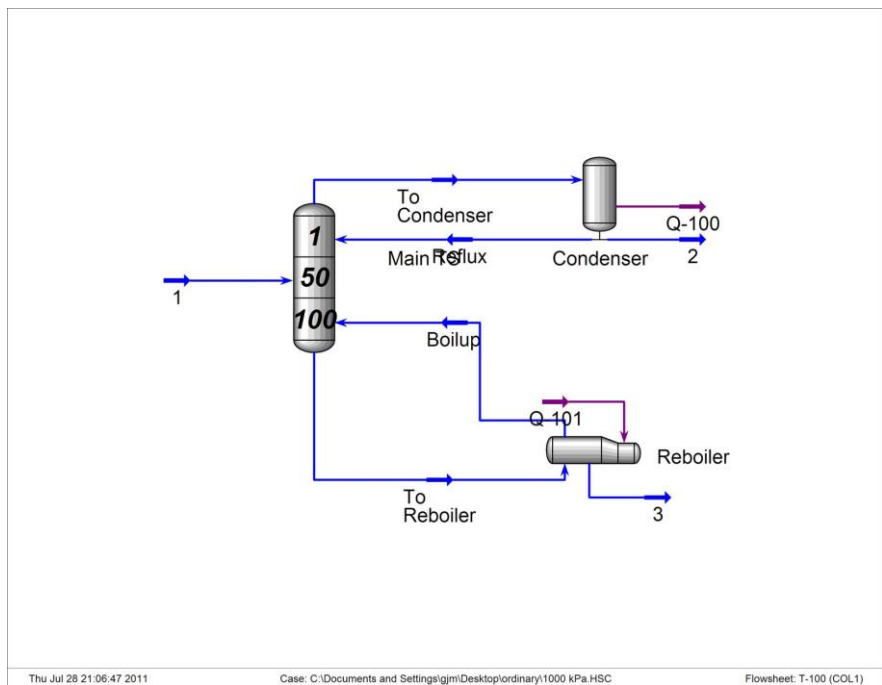 To
Condenser
1
Q-100
Main TS
Reflux
Condenser
2
50
1
100
Boilup
Q-101
Reboiler
To
Reboiler
3
Thu Jul 28 21:06:47 2011
Case: C:\Documents and Settings\gjm\Desktop\ordinary\1000 kPa.HSC
Flowsheet: T-100 (COL1)